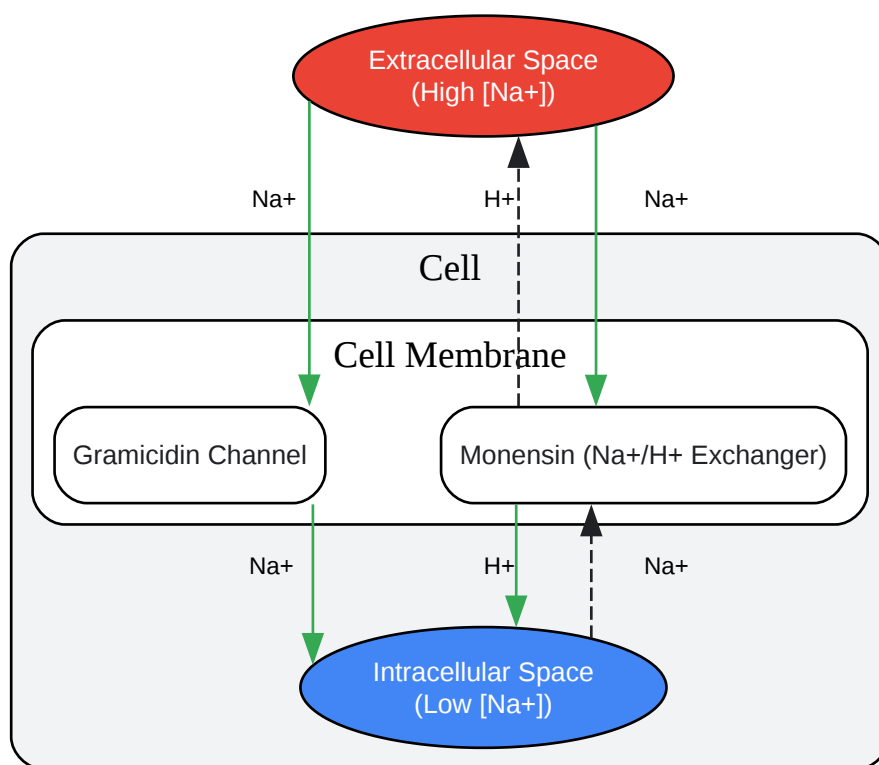 Extracellular Space
(High [Na+])
Na+
H+
Na+
Cell
Cell Membrane
Gramicidin Channel
Monensin (Na+/H+ Exchanger)
Na+
H+
Na+
Intracellular Space
(Low [Na+])